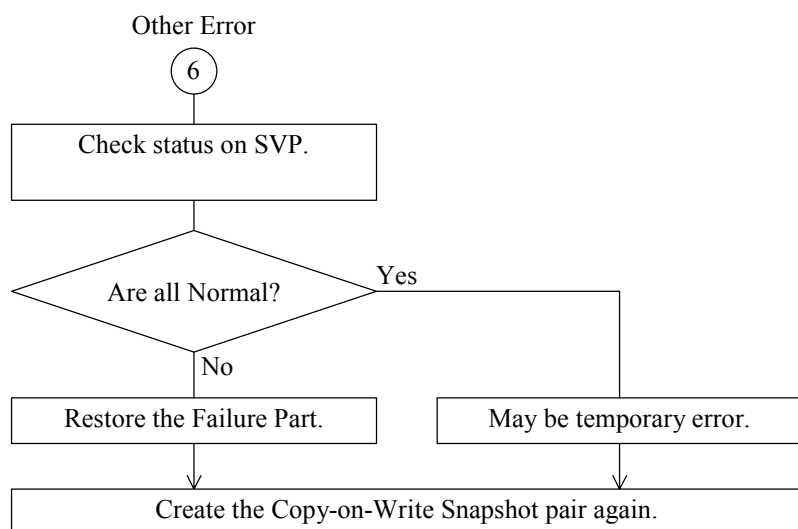 Other Error
6
Check status on SVP.
Are all Normal?
Yes
No
Restore the Failure Part.
May be temporary error.
Create the Copy-on-Write Snapshot pair again.